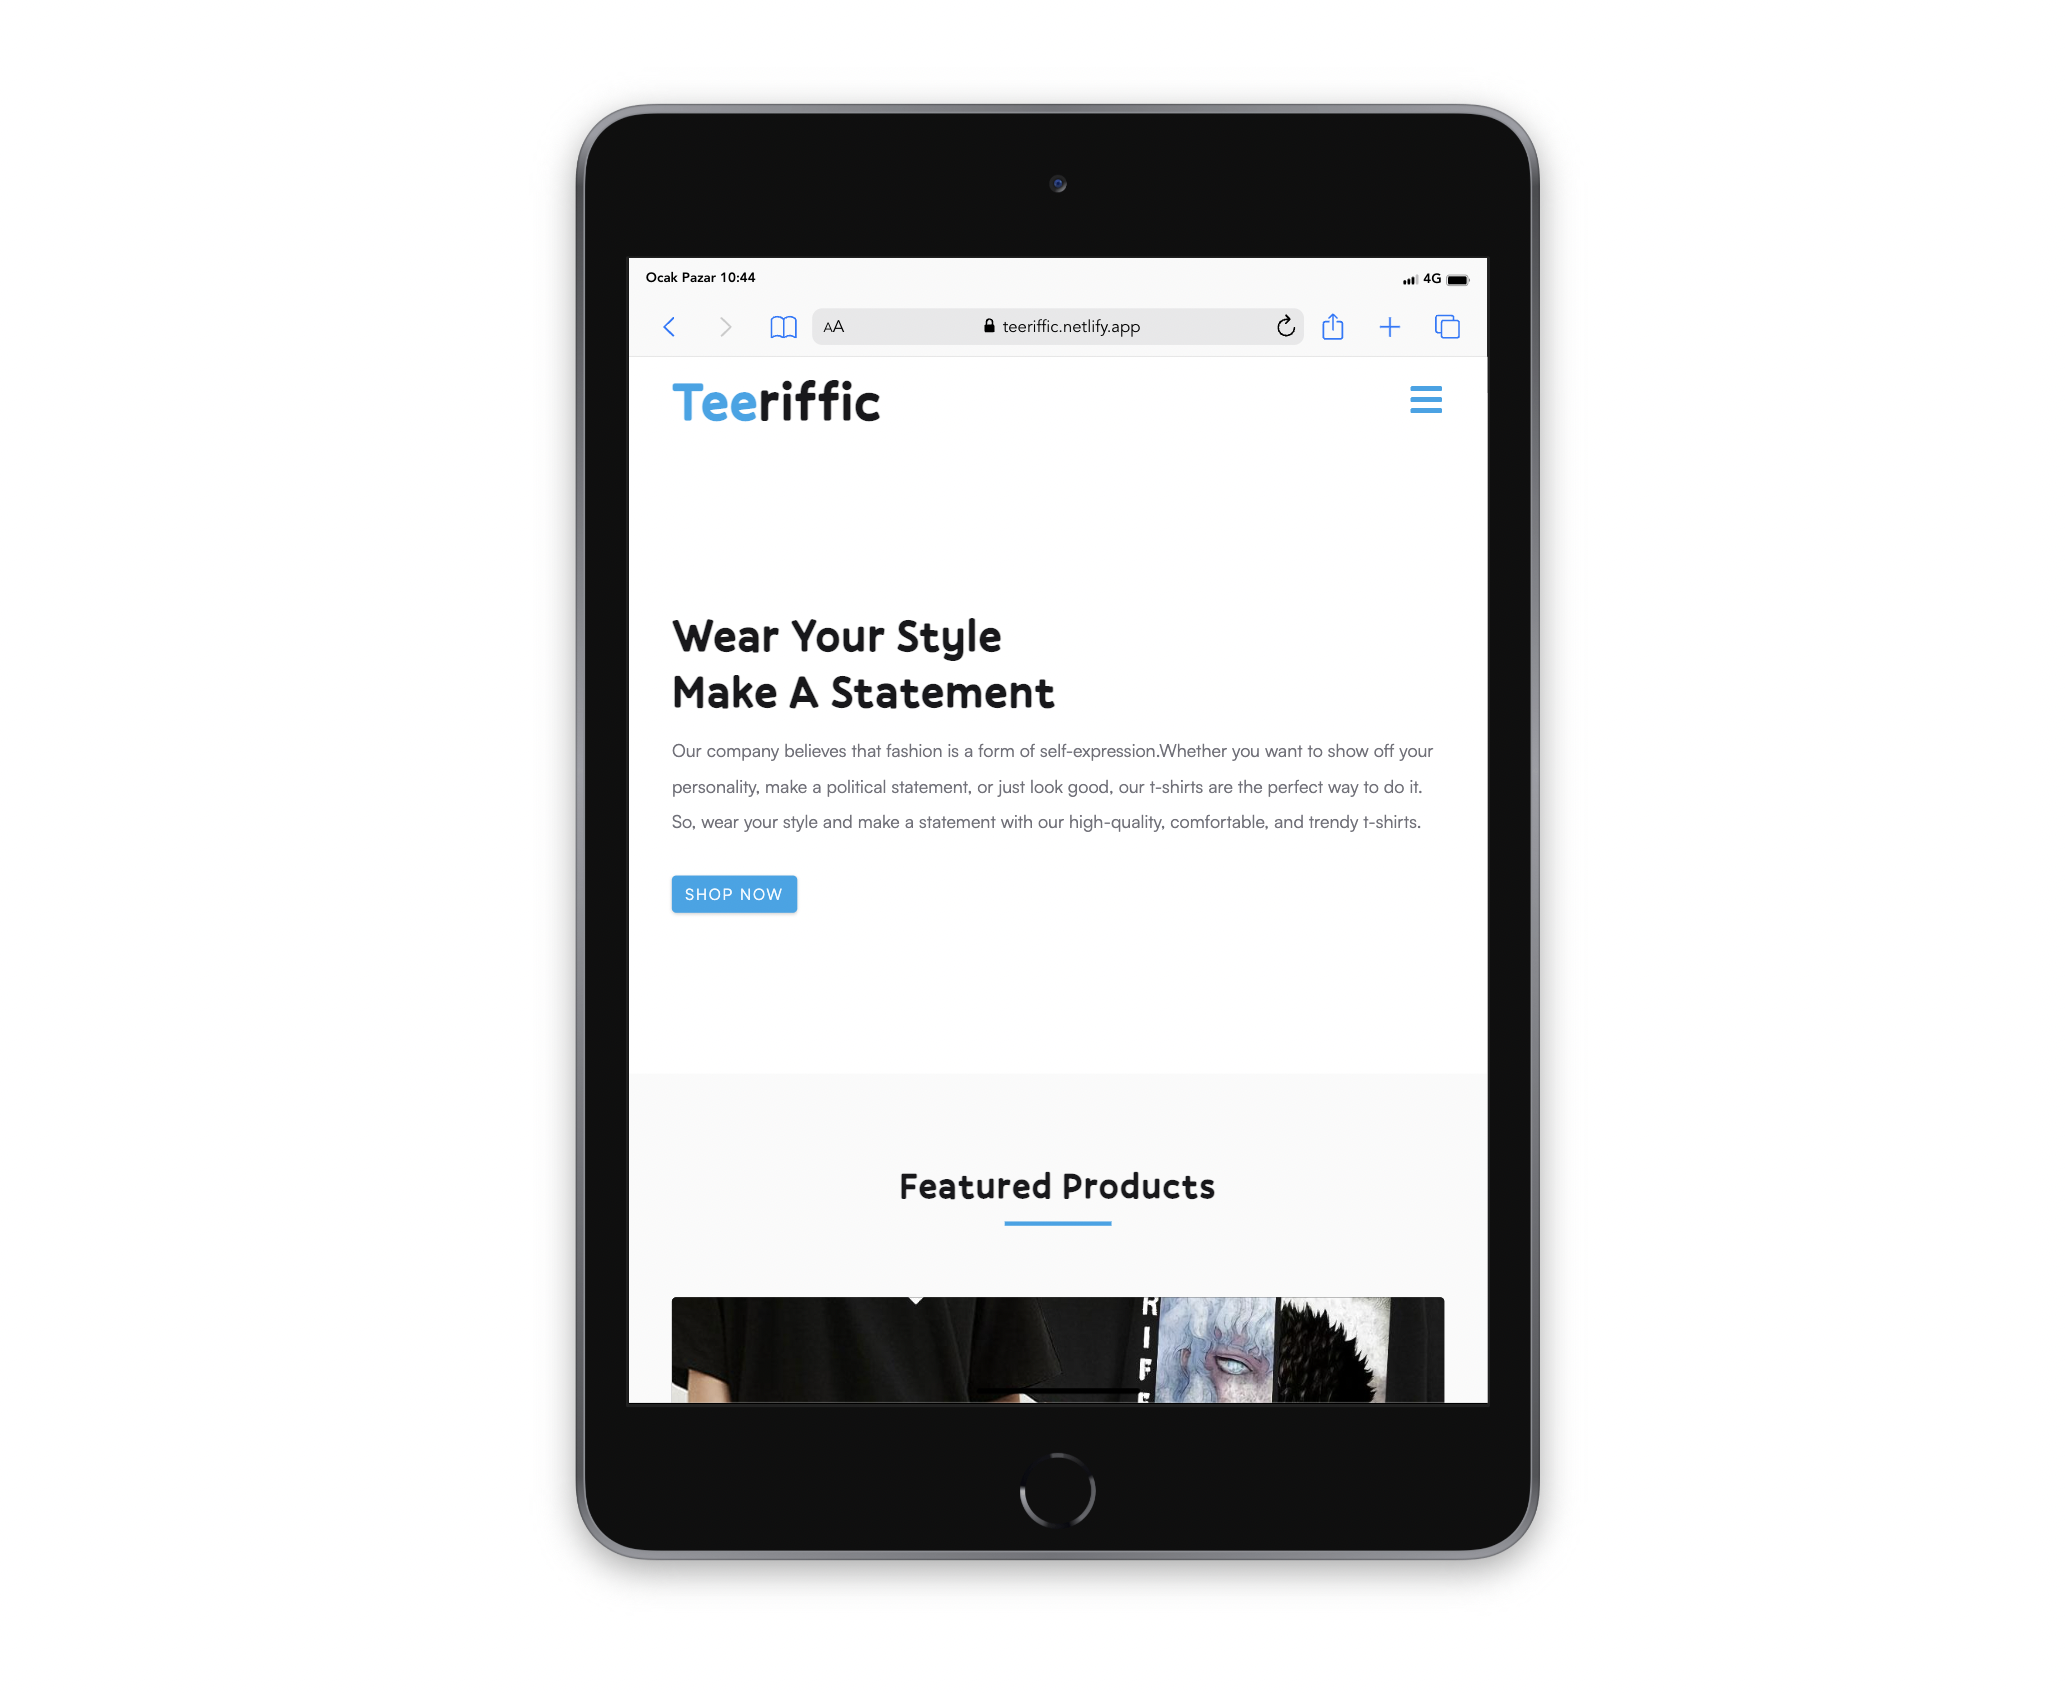 Ocak Pazar 10:44
4G
AA
teeriffic.netlify.app
Teeriffic
Wear Your Style
Make A Statement
Our company believes that fashion is a form of self-expression.Whether you want to show off your
personality, make a political statement, or just look good, our t-shirts are the perfect way to do it.
So, wear your style and make a statement with our high-quality, comfortable, and trendy t-shirts.
SHOP NOW
Featured Products
RIF